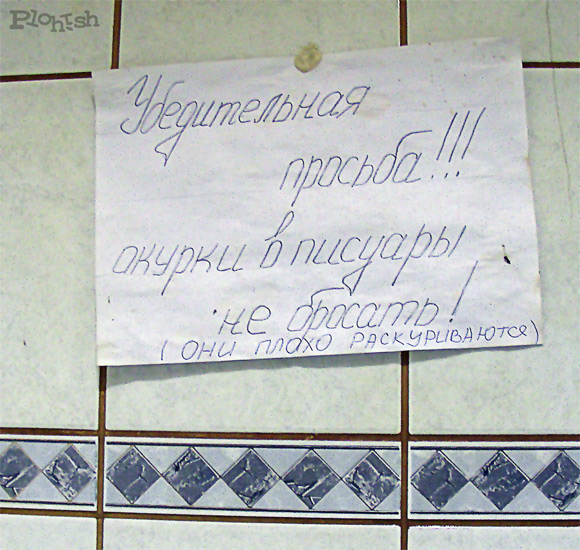 Plohish
Убедительная
просьба!!!
окурки в писуары
не бросать!
(ОНИ ПЛОХО РАСКУРИВАЮТСЯ)